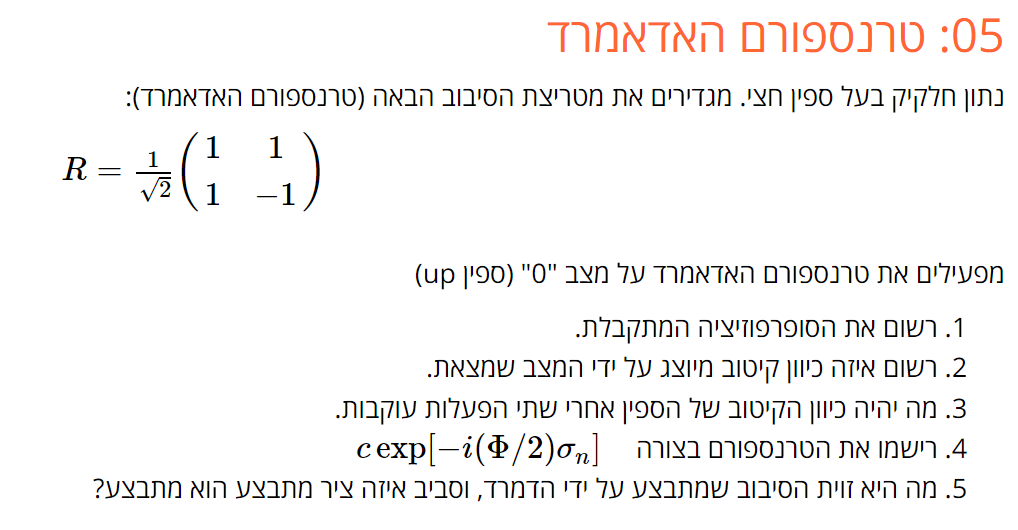 05: טרנספורם האדאמרד
נתון חלקיק בעל ספין חצי. מגדירים את מטריצת הסיבוב הבאה (טרנספורם האדאמרד):
R = \frac{1}{\sqrt{2}} \begin{pmatrix} 1 & 1 \\ 1 & -1 \end{pmatrix}
מפעילים את טרנספורם האדאמרד על מצב "0" (ספין up)
1. רשום את הסופרפוזיציה המתקבלת.
2. רשום איזה כיוון קיטוב מיוצג על ידי המצב שמצאת.
3. מה יהיה כיוון הקיטוב של הספין אחרי שתי הפעלות עוקבות.
4. רישמו את הטרנספורם בצורה c exp[−i(Φ/2)σ_n]
5. מה היא זוית הסיבוב שמתבצע על ידי הדמרד, וסביב איזה ציר מתבצע הוא מתבצע?